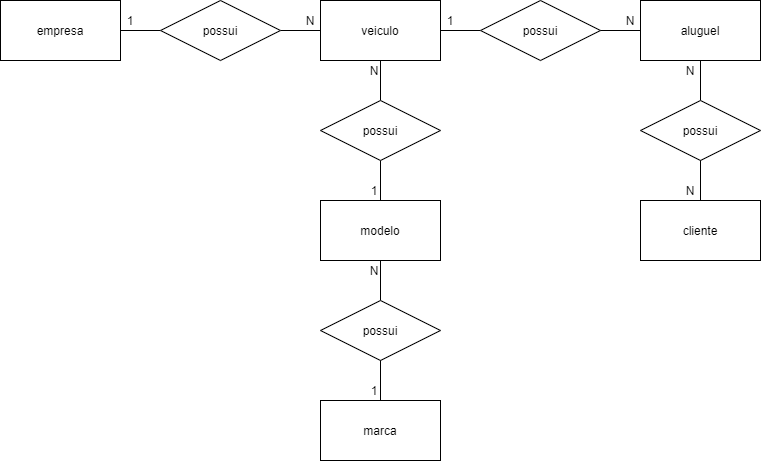 empresa
1
possui
N
veiculo
1
possui
N
aluguel
N
possui
1
modelo
N
possui
1
marca
N
possui
N
cliente